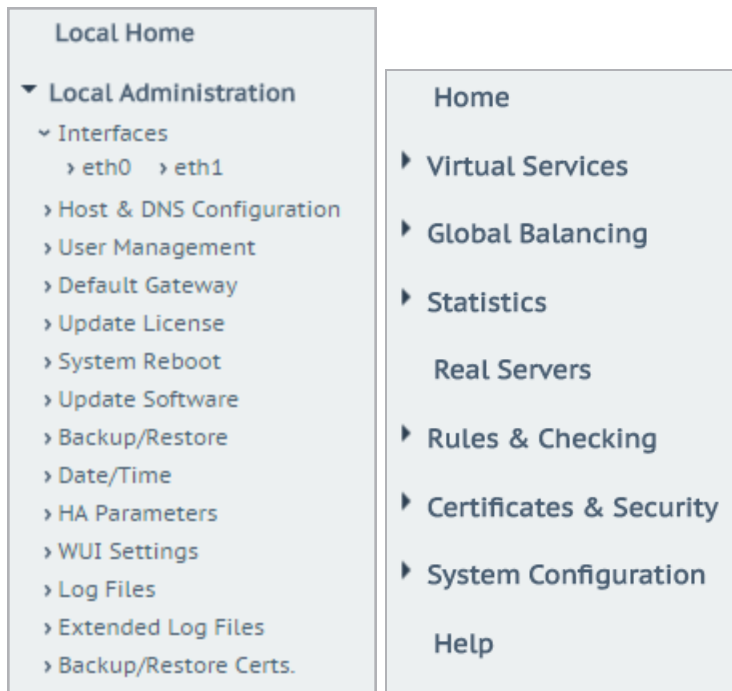 Local Home
Local Administration
Interfaces
eth0 eth1
Host & DNS Configuration
User Management
Default Gateway
Update License
System Reboot
Update Software
Backup/Restore
Date/Time
HA Parameters
WUI Settings
Log Files
Extended Log Files
Backup/Restore Certs.
Home
Virtual Services
Global Balancing
Statistics
Real Servers
Rules & Checking
Certificates & Security
System Configuration
Help